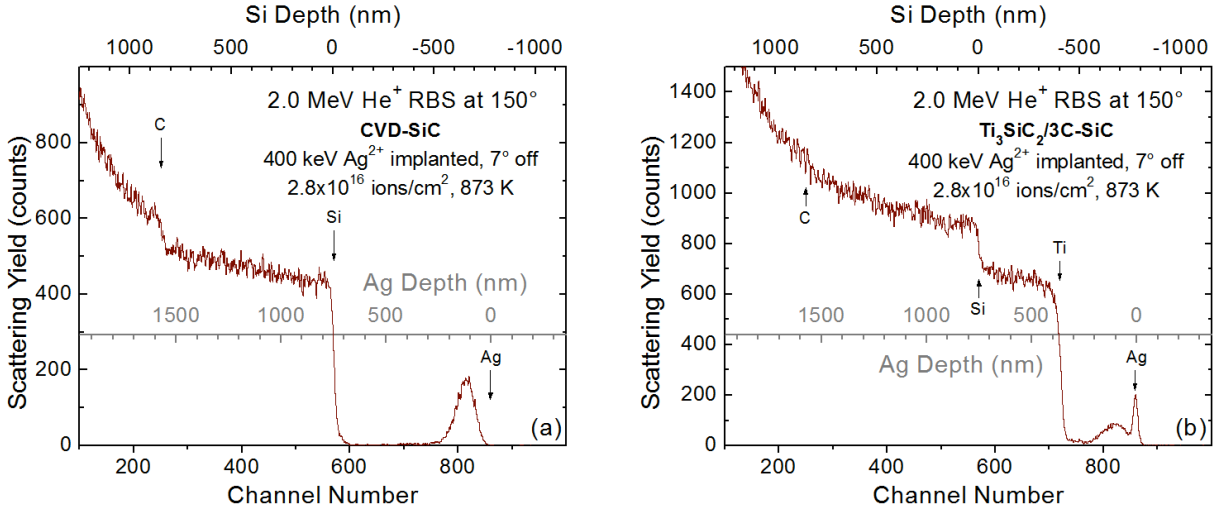 Si Depth (nm)
1000 500 0 -500 -1000
2.0 MeV He⁺ RBS at 150°
CVD-SiC
400 keV Ag²⁺ implanted, 7° off
2.8x10¹⁶ ions/cm², 873 K
C
Si
Ag Depth (nm)
1500 1000 500 0
Ag
(a)
800
600
400
200
0
Scattering Yield (counts)
200 400 600 800
Channel Number
Si Depth (nm)
1000 500 0 -500 -1000
2.0 MeV He⁺ RBS at 150°
Ti₃SiC₂/3C-SiC
400 keV Ag²⁺ implanted, 7° off
2.8x10¹⁶ ions/cm², 873 K
C
Ti
Si
1500 1000 500 0
Ag Depth (nm)
Ag
(b)
1400
1200
1000
800
600
400
200
0
Scattering Yield (counts)
200 400 600 800
Channel Number